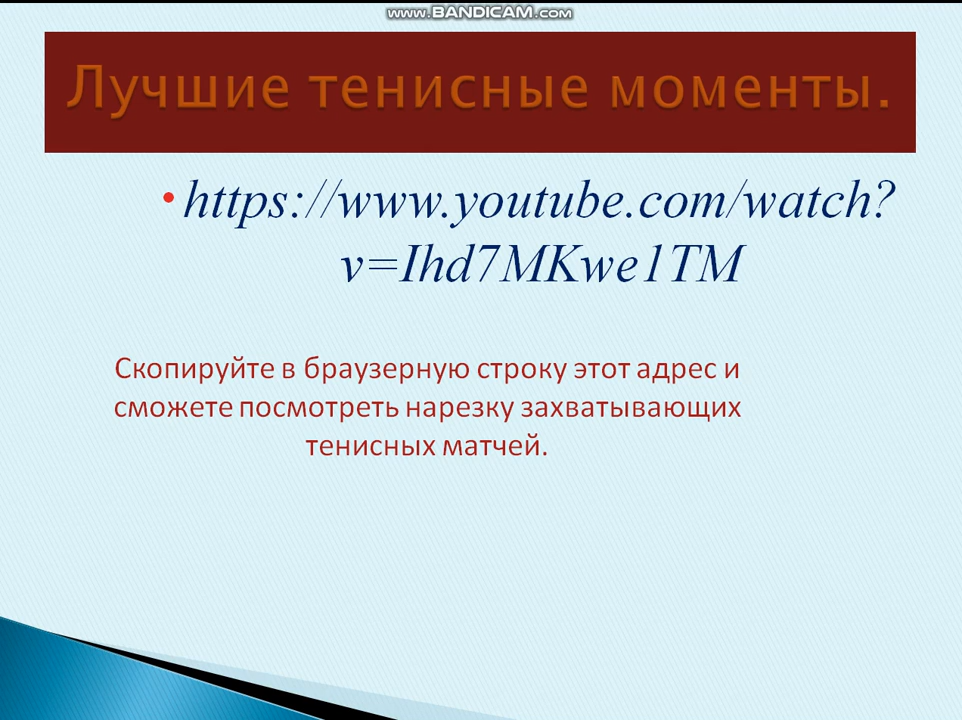 www.BANDICAM.com
Лучшие тенисные моменты.
• https://www.youtube.com/watch?
v=Ihd7MKwe1TM
Скопируйте в браузерную строку этот адрес и
сможете посмотреть нарезку захватывающих
тенисных матчей.